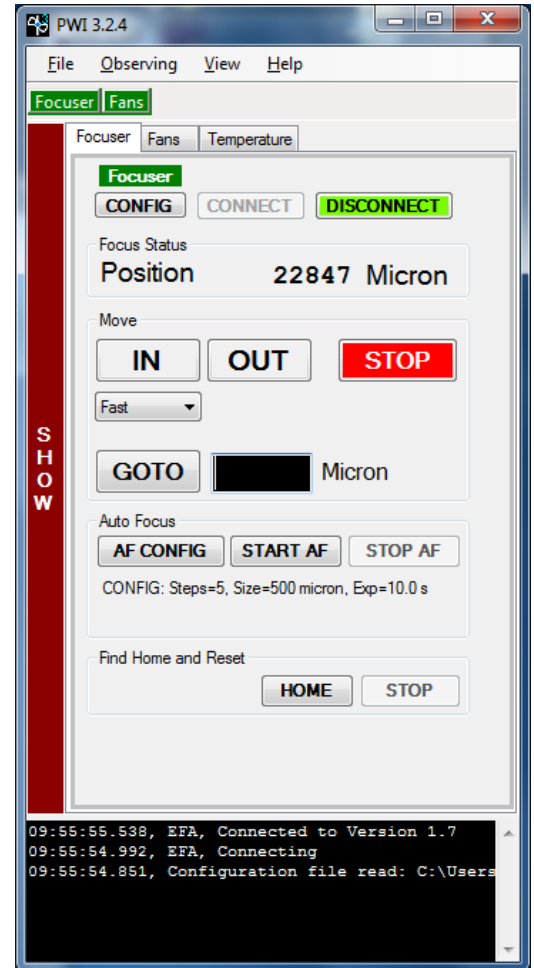 PWI 3.2.4
File Observing View Help
Focuser Fans
Focuser Fans Temperature
Focuser
CONFIG CONNECT DISCONNECT
Focus Status
Position 22847 Micron
Move
IN OUT STOP
Fast
SHOW
GOTO Micron
Auto Focus
AF CONFIG START AF STOP AF
CONFIG: Steps=5, Size=500 micron, Exp=10.0 s
Find Home and Reset
HOME STOP
09:55:55.538, EFA, Connected to Version 1.7
09:55:54.992, EFA, Connecting
09:55:54.851, Configuration file read: C:\Users